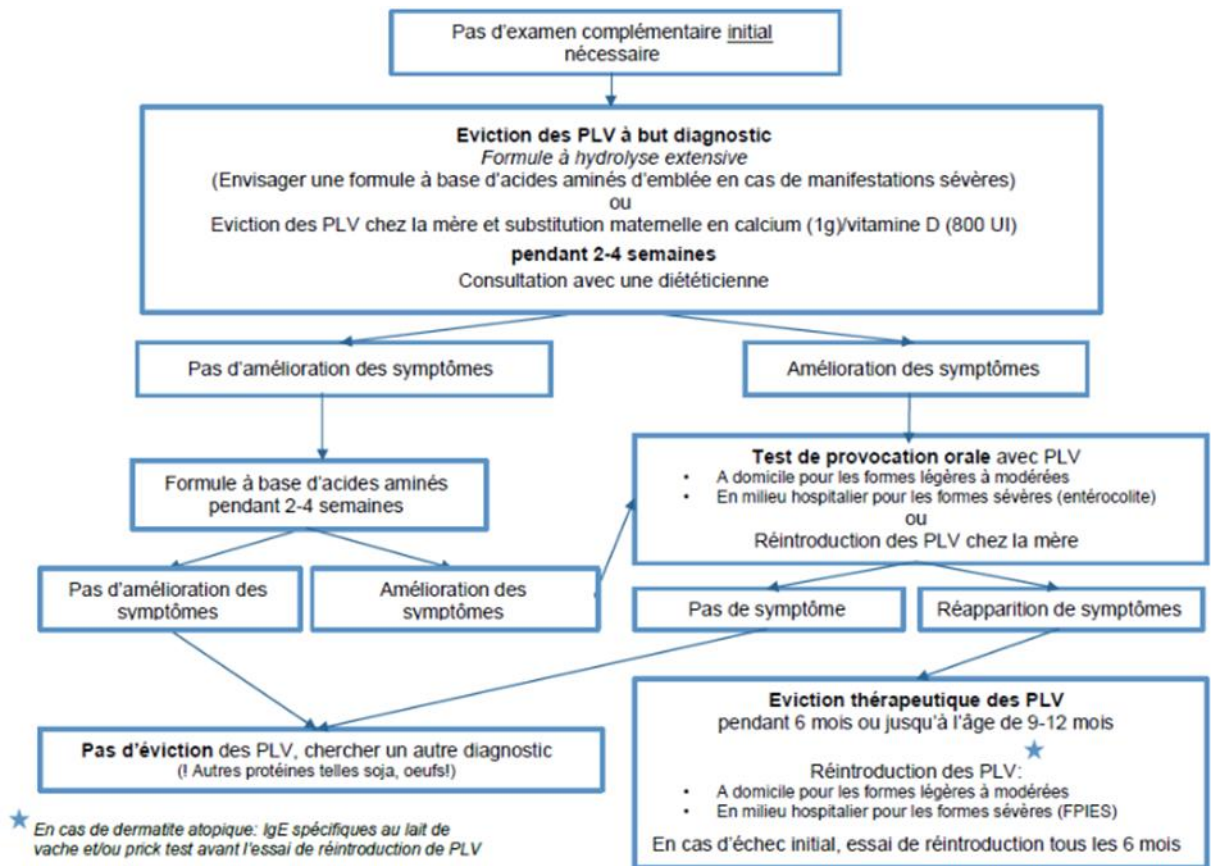 Pas d'examen complémentaire initial
nécessaire
Eviction des PLV à but diagnostic
Formule à hydrolyse extensive
(Envisager une formule à base d'acides aminés d'emblée en cas de manifestations sévères)
ou
Eviction des PLV chez la mère et substitution maternelle en calcium (1g)/vitamine D (800 UI)
pendant 2-4 semaines
Consultation avec une diététicienne
Pas d'amélioration des symptômes
Amélioration des symptômes
Formule à base d'acides aminés
pendant 2-4 semaines
Test de provocation orale avec PLV
• A domicile pour les formes légères à modérées
• En milieu hospitalier pour les formes sévères (entérocolite)
ou
Réintroduction des PLV chez la mère
Pas d'amélioration des
symptômes
Amélioration des
symptômes
Pas de symptôme
Réapparition de symptômes
Pas d'éviction des PLV, chercher un autre diagnostic
(! Autres protéines telles soja, oeufs!)
Eviction thérapeutique des PLV
pendant 6 mois ou jusqu'à l'âge de 9-12 mois
Réintroduction des PLV:
• A domicile pour les formes légères à modérées
• En milieu hospitalier pour les formes sévères (FPIES)
En cas d'échec initial, essai de réintroduction tous les 6 mois
En cas de dermatite atopique: IgE spécifiques au lait de
vache et/ou prick test avant l'essai de réintroduction de PLV